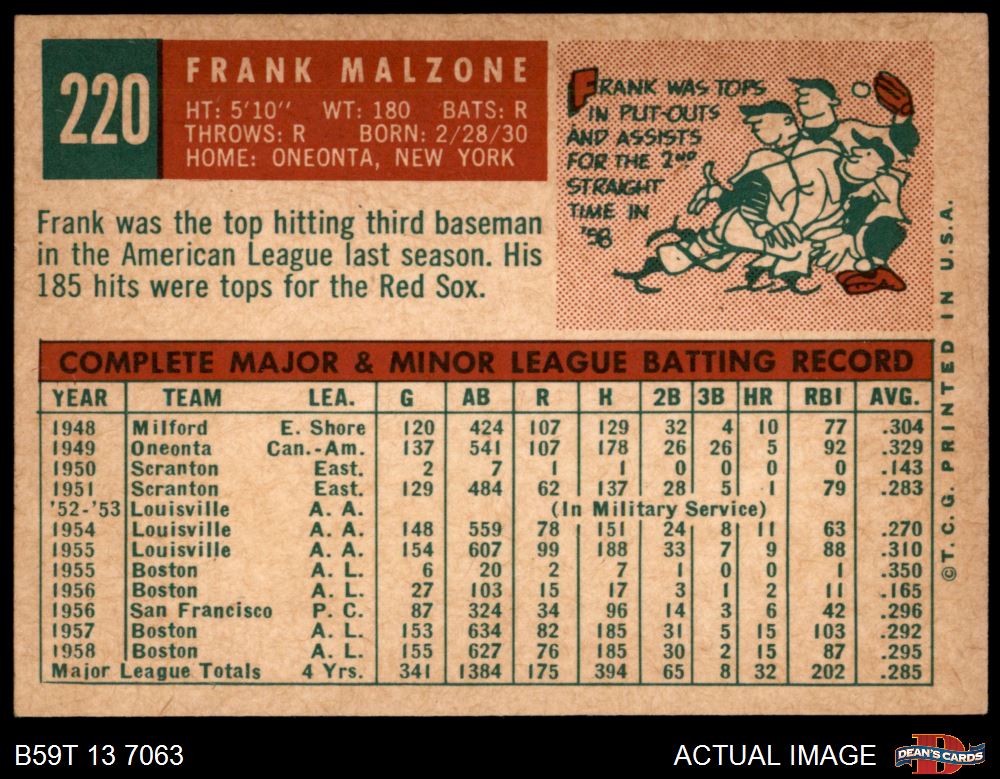 220
FRANK MALZONE
HT: 5'10" WT: 180 BATS: R
THROWS: R BORN: 2/28/30
HOME: ONEONTA, NEW YORK
FRANK WAS TOPS
IN PUT-OUTS
AND ASSISTS
FOR THE 2ND
STRAIGHT
TIME IN
'58
Frank was the top hitting third baseman
in the American League last season. His
185 hits were tops for the Red Sox.
COMPLETE MAJOR & MINOR LEAGUE BATTING RECORD
YEAR TEAM LEA. G AB R H 2B 3B HR RBI AVG.
1948 Milford E. Shore 120 424 107 129 32 4 10 77 .304
1949 Oneonta Can.-Am. 137 541 107 178 26 26 5 92 .329
1950 Scranton East. 2 7 1 1 0 0 0 0 .143
1951 Scranton East. 129 484 62 137 28 5 1 79 .283
'52-'53 Louisville A. A. (In Military Service)
1954 Louisville A. A. 148 559 78 151 24 8 11 63 .270
1955 Louisville A. A. 154 607 99 188 33 7 9 88 .310
1955 Boston A. L. 6 20 2 7 1 0 0 1 .350
1956 Boston A. L. 27 103 15 17 3 1 2 11 .165
1956 San Francisco P. C. 87 324 34 96 14 3 6 42 .296
1957 Boston A. L. 153 634 82 185 31 5 15 103 .292
1958 Boston A. L. 155 627 76 185 30 2 15 87 .295
Major League Totals 4 Yrs. 341 1384 175 394 65 8 32 202 .285
©T. C. G. PRINTED IN U.S.A.
B59T 13 7063
ACTUAL IMAGE
DEAN'S CARDS